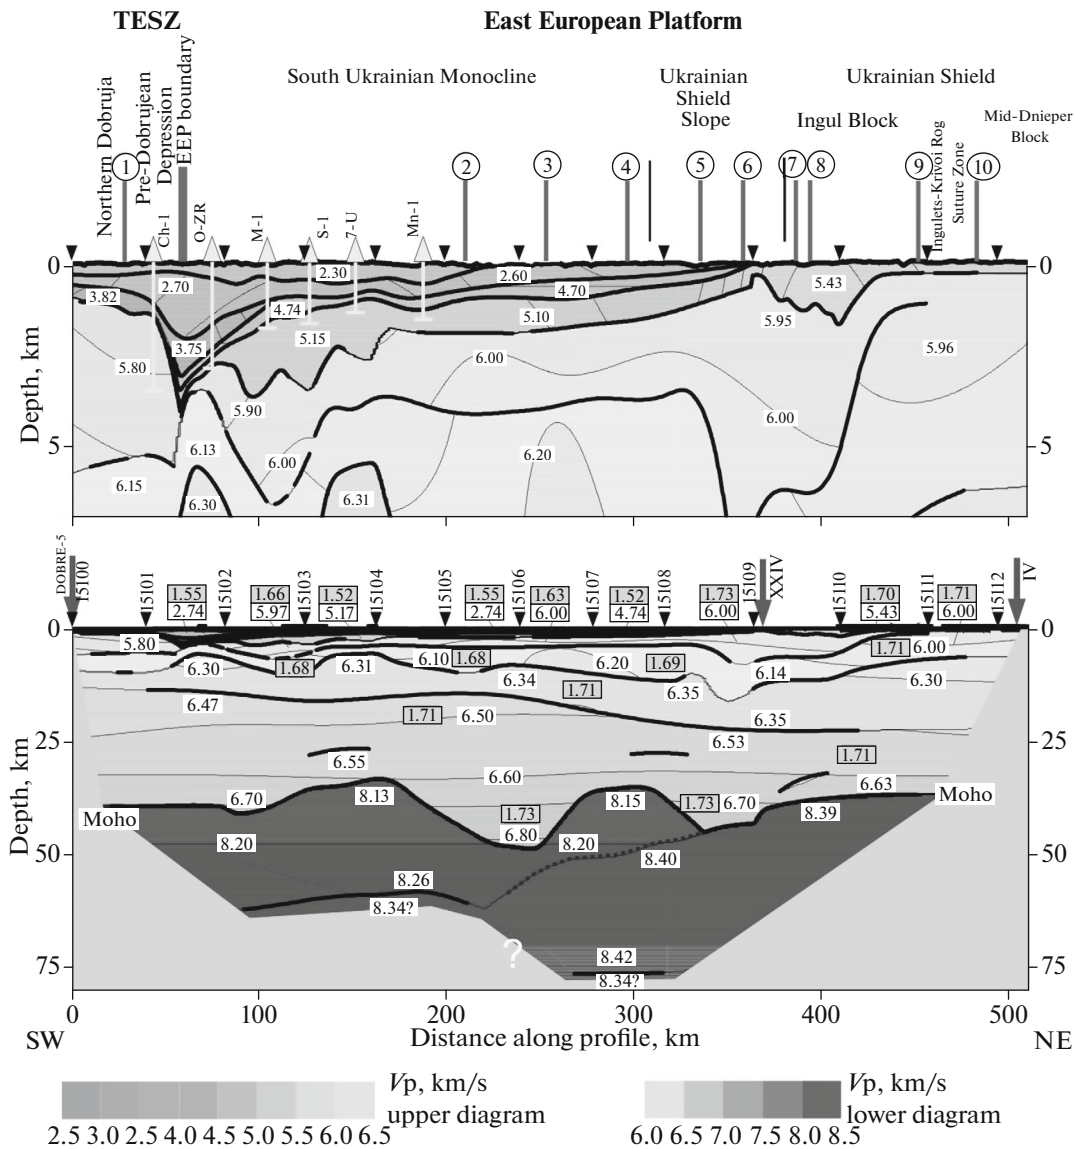 TESZ
East European Platform
South Ukrainian Monocline
Ukrainian
Shield
Slope
Ukrainian Shield
Ingul Block
Mid-Dnieper
Block
Northern Dobruja
Pre-Dobrujean
Depression
EEP boundary
Ingulets-Krivoi Rog
Suture Zone
1 2 3 4 5 6 7 8 9 10
Ch-1 O-ZR M-1 S-1 7-U Mn-1
0 0
2.70 2.30 2.60 5.43
3.82 4.74 4.70
5.10 5.95
3.75 5.15 5.96
5.80 6.00
5.90 6.00
6.13 6.00 6.20
5 5
6.15 6.30 6.31
Depth, km
DOBRE-5 XXIV IV
15100 15101 15102 15103 15104 15105 15106 15107 15108 15109 15110 15111 15112
1.55 1.66 1.52 1.55 1.63 1.52 1.73 1.70 1.71
2.74 5.97 5.17 2.74 6.00 4.74 6.00 5.43 6.00
0 0
5.80 1.71 6.00
6.30 1.68 6.31 6.10 1.68 6.20 1.69 6.14 6.30
6.34 1.71 6.35
6.47 1.71 6.50 6.35
25 6.53 25
6.55 1.71
6.60 6.63
6.70 8.13 8.15 1.73 6.70 8.39
Moho Moho
1.73
6.80
8.20 8.20 8.40
50 50
8.26
8.34?
?
8.42
8.34?
75 75
Depth, km
0 100 200 300 400 500
SW Distance along profile, km NE
Vp, km/s
upper diagram
2.5 3.0 3.5 4.0 4.5 5.0 5.5 6.0 6.5
Vp, km/s
lower diagram
6.0 6.5 7.0 7.5 8.0 8.5